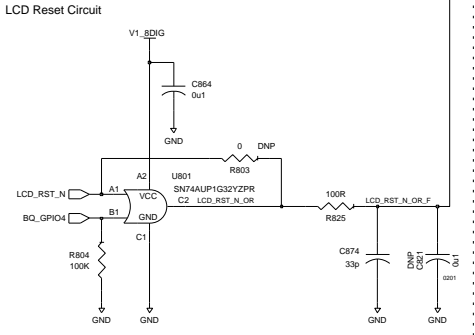 LCD Reset Circuit
V1_8DIG
C864
0u1
GND
0 DNP
R803
A2 U801
SN74AUP1G32YZPR
LCD_RST_N A1 VCC
C2 LCD_RST_N_OR
100R
R825
LCD_RST_N_OR_F
BQ_GPIO4 B1 GND
C1
R804
100K
C874
33p
DNP
C821
0u1
0201
GND
GND
GND
GND